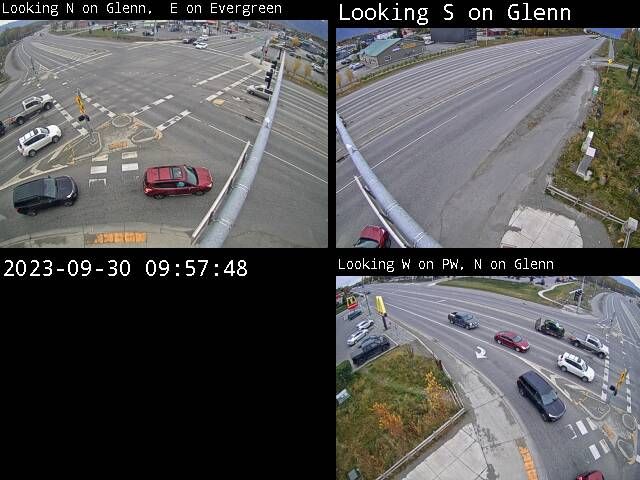 Looking N on Glenn, E on Evergreen
Looking S on Glenn
2023-09-30 09:57:48
Looking W on PW, N on Glenn